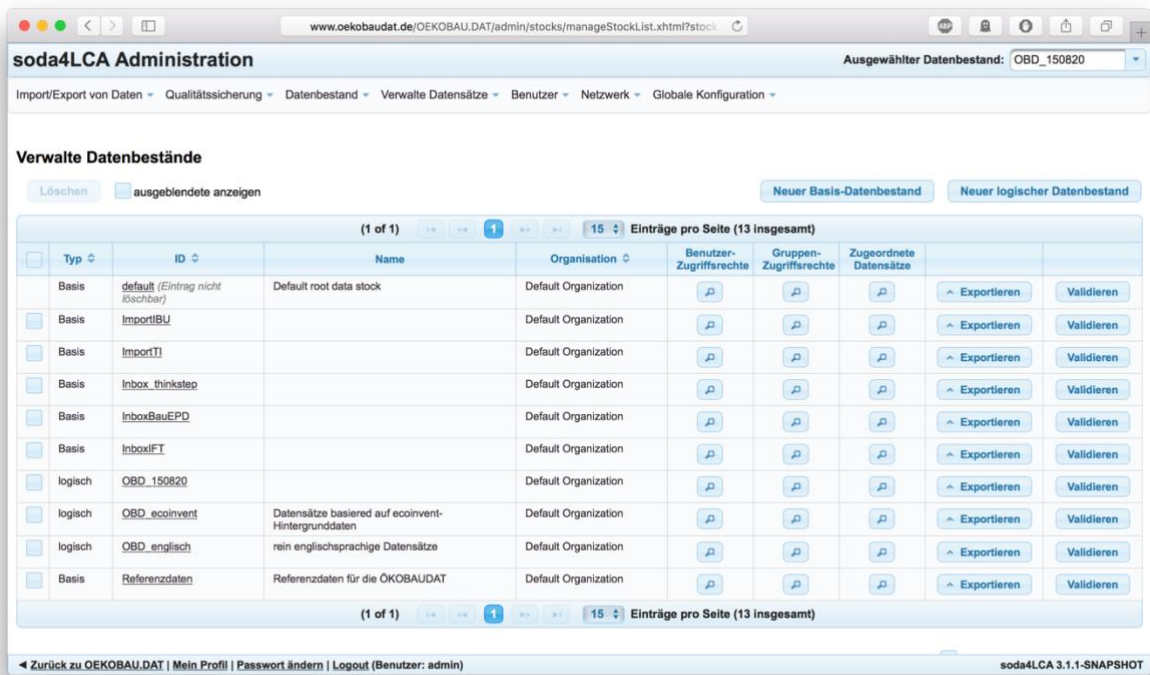 www.oekobaudat.de/OEKOBAU.DAT/admin/stocks/manageStockList.xhtml?stock
ABP
soda4LCA Administration
Ausgewählter Datenbestand: OBD_150820
Import/Export von Daten Qualitätssicherung Datenbestand Verwalte Datensätze Benutzer Netzwerk Globale Konfiguration
Verwalte Datenbestände
Löschen ausgeblendete anzeigen Neuer Basis-Datenbestand Neuer logischer Datenbestand
(1 of 1) 1 15 Einträge pro Seite (13 insgesamt)
Typ ID Name Organisation Benutzer-Zugriffsrechte Gruppen-Zugriffsrechte Zugeordnete Datensätze
Basis default (Eintrag nicht löschbar) Default root data stock Default Organization Exportieren Validieren
Basis ImportIBU Default Organization Exportieren Validieren
Basis ImportTI Default Organization Exportieren Validieren
Basis Inbox_thinkstep Default Organization Exportieren Validieren
Basis InboxBauEPD Default Organization Exportieren Validieren
Basis InboxIFT Default Organization Exportieren Validieren
logisch OBD_150820 Default Organization Exportieren Validieren
logisch OBD_ecoinvent Datensätze basiered auf ecoinvent-Hintergrunddaten Default Organization Exportieren Validieren
logisch OBD_englisch rein englischsprachige Datensätze Default Organization Exportieren Validieren
Basis Referenzdaten Referenzdaten für die ÖKOBAUDAT Default Organization Exportieren Validieren
(1 of 1) 1 15 Einträge pro Seite (13 insgesamt)
Zurück zu OEKOBAU.DAT | Mein Profil | Passwort ändern | Logout (Benutzer: admin) soda4LCA 3.1.1-SNAPSHOT